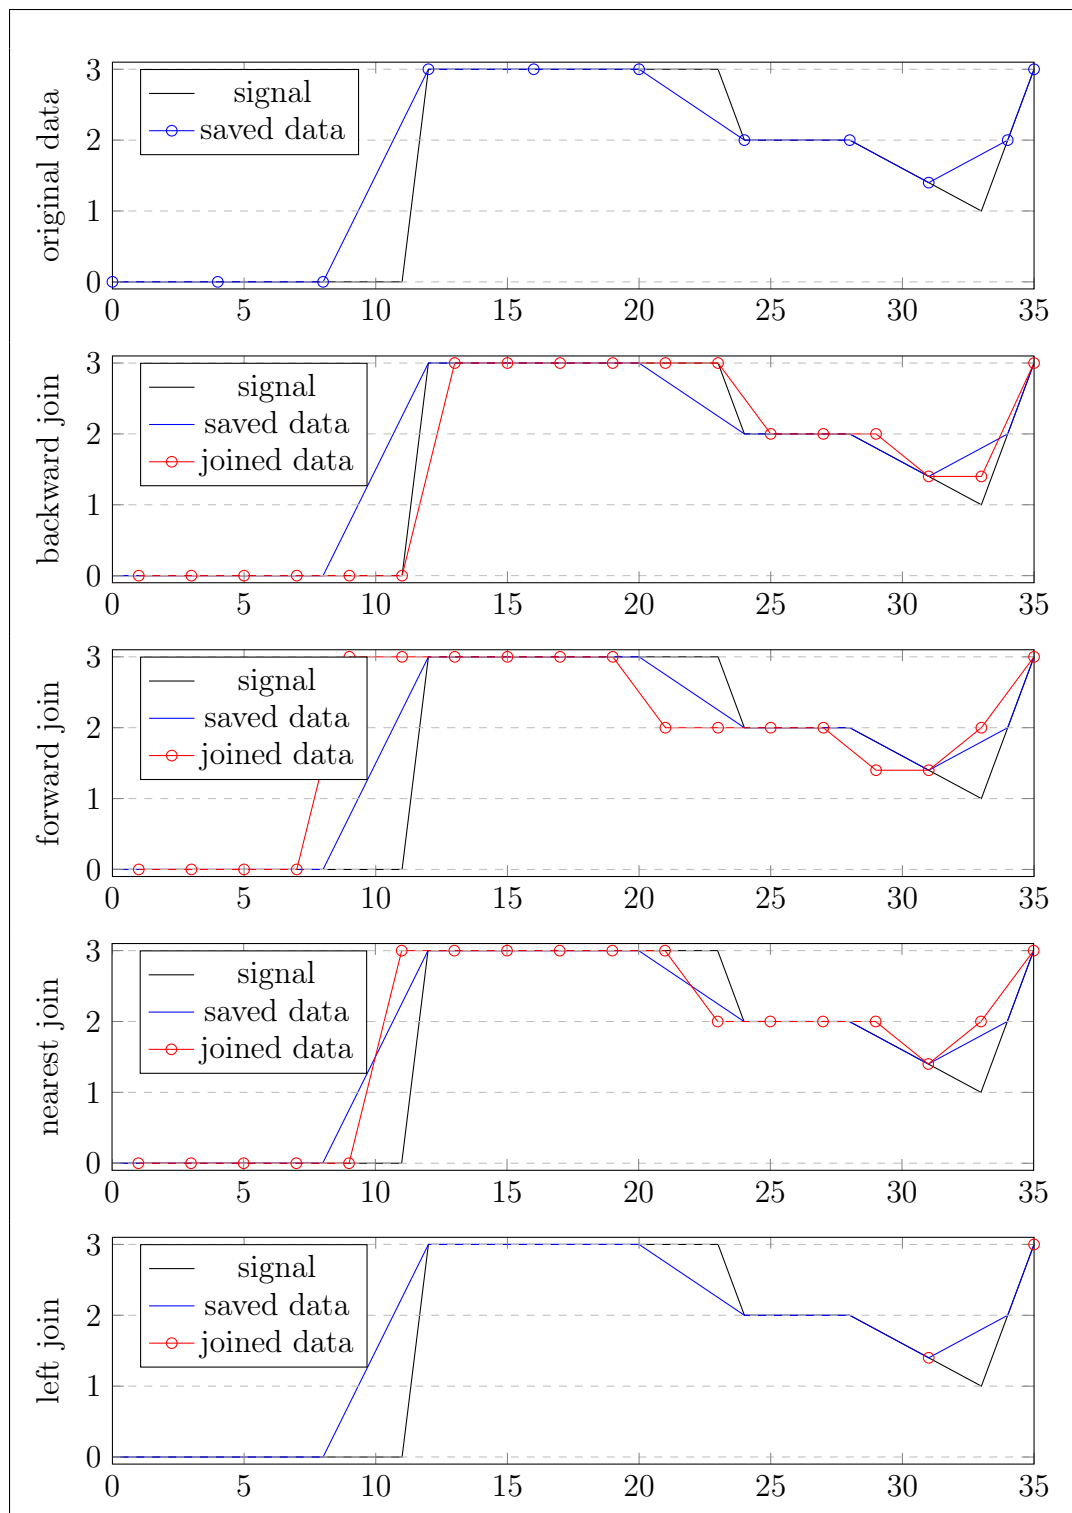 original data
3
2
1
0
signal
saved data
0 5 10 15 20 25 30 35
backward join
3
2
1
0
signal
saved data
joined data
0 5 10 15 20 25 30 35
forward join
3
2
1
0
signal
saved data
joined data
0 5 10 15 20 25 30 35
nearest join
3
2
1
0
signal
saved data
joined data
0 5 10 15 20 25 30 35
left join
3
2
1
0
signal
saved data
joined data
0 5 10 15 20 25 30 35